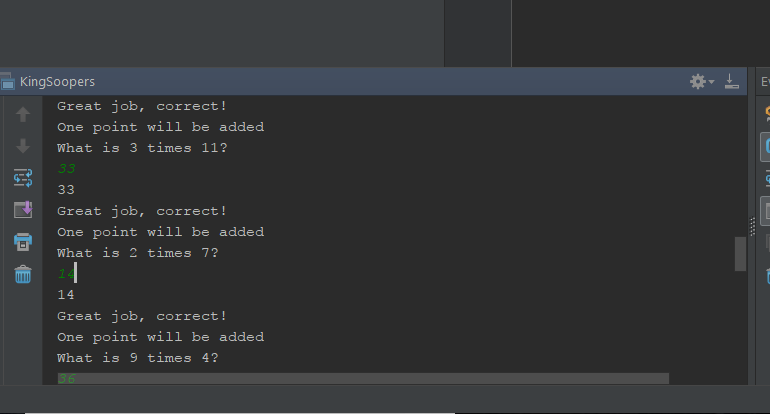 KingSoopers
Great job, correct!
One point will be added
What is 3 times 11?
33
33
Great job, correct!
One point will be added
What is 2 times 7?
14
14
Great job, correct!
One point will be added
What is 9 times 4?
36